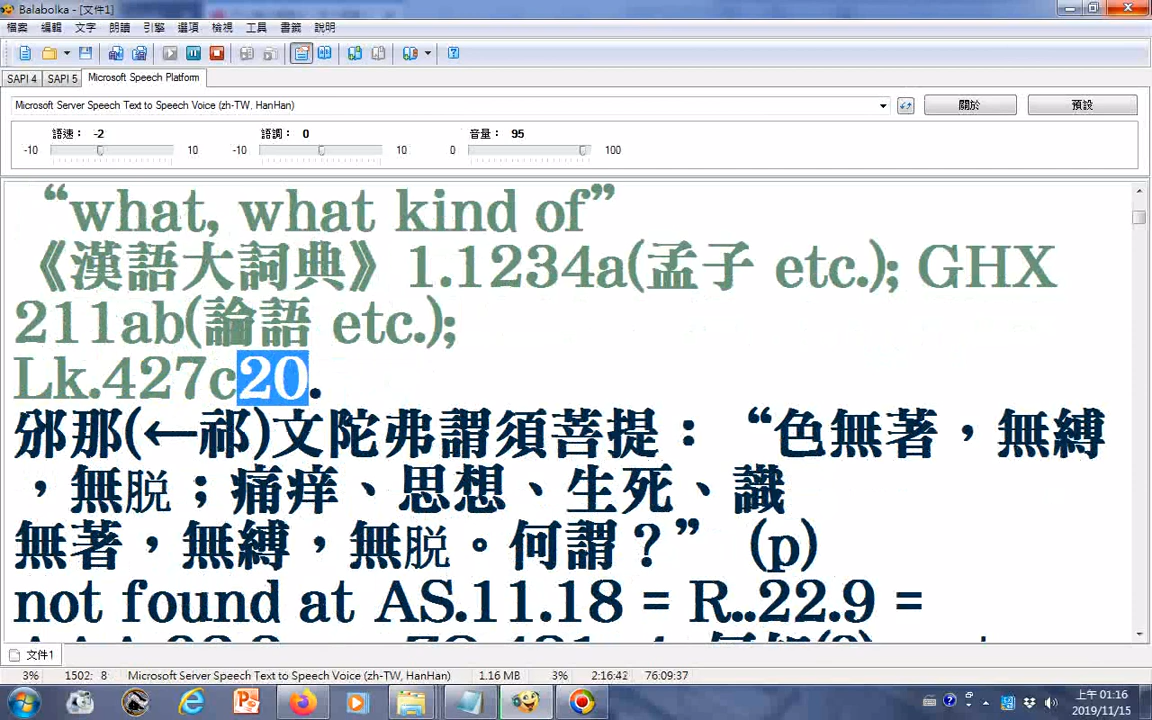 Balabolka - [文件1]
檔案 編輯 文字 朗讀 引擎 選項 檢視 工具 書籤 說明
SAPI 4 SAPI 5 Microsoft Speech Platform
Microsoft Server Speech Text to Speech Voice (zh-TW, HanHan) 關於 預設
語速： -2 語調： 0 音量： 95
-10 10 -10 10 0 100
“what, what kind of”
《漢語大詞典》 1.1234a(孟子 etc.); GHX
211ab(論語 etc.);
Lk.427c20.
邠那(←祁)文陀弗謂須菩提：“色無著，無縛
，無脱；痛痒、思想、生死、識
無著，無縛，無脱。何謂？” (p)
not found at AS.11.18 = R..22.9 =
文件1
3% 1502: 8 Microsoft Server Speech Text to Speech Voice (zh-TW, HanHan) 1.16 MB 3% 2:16:42 76:09:37
上午 01:16
2019/11/15